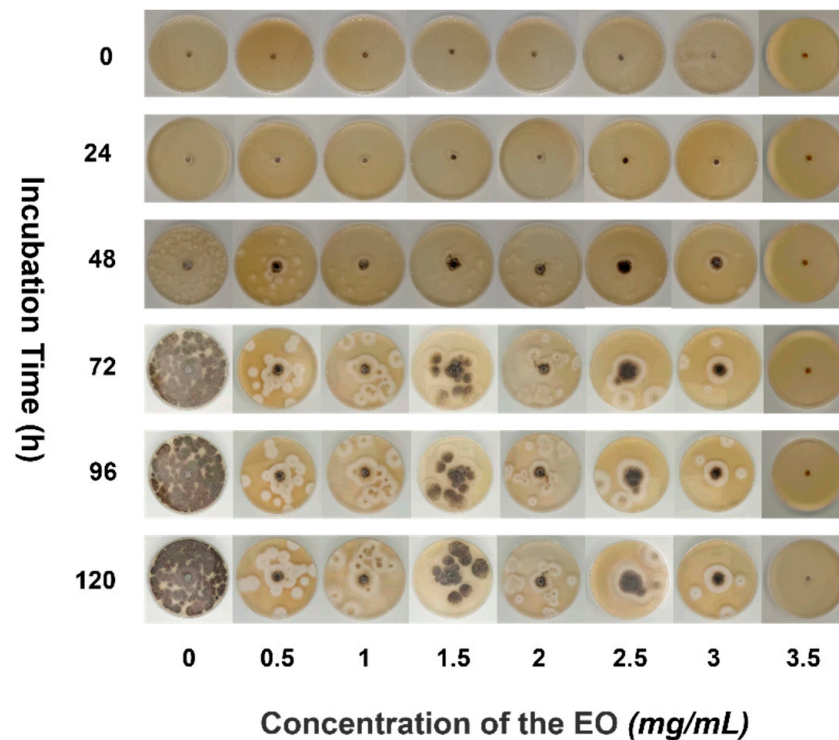 0
24
48
72
96
120
Incubation Time (h)
0 0.5 1 1.5 2 2.5 3 3.5
Concentration of the EO (mg/mL)